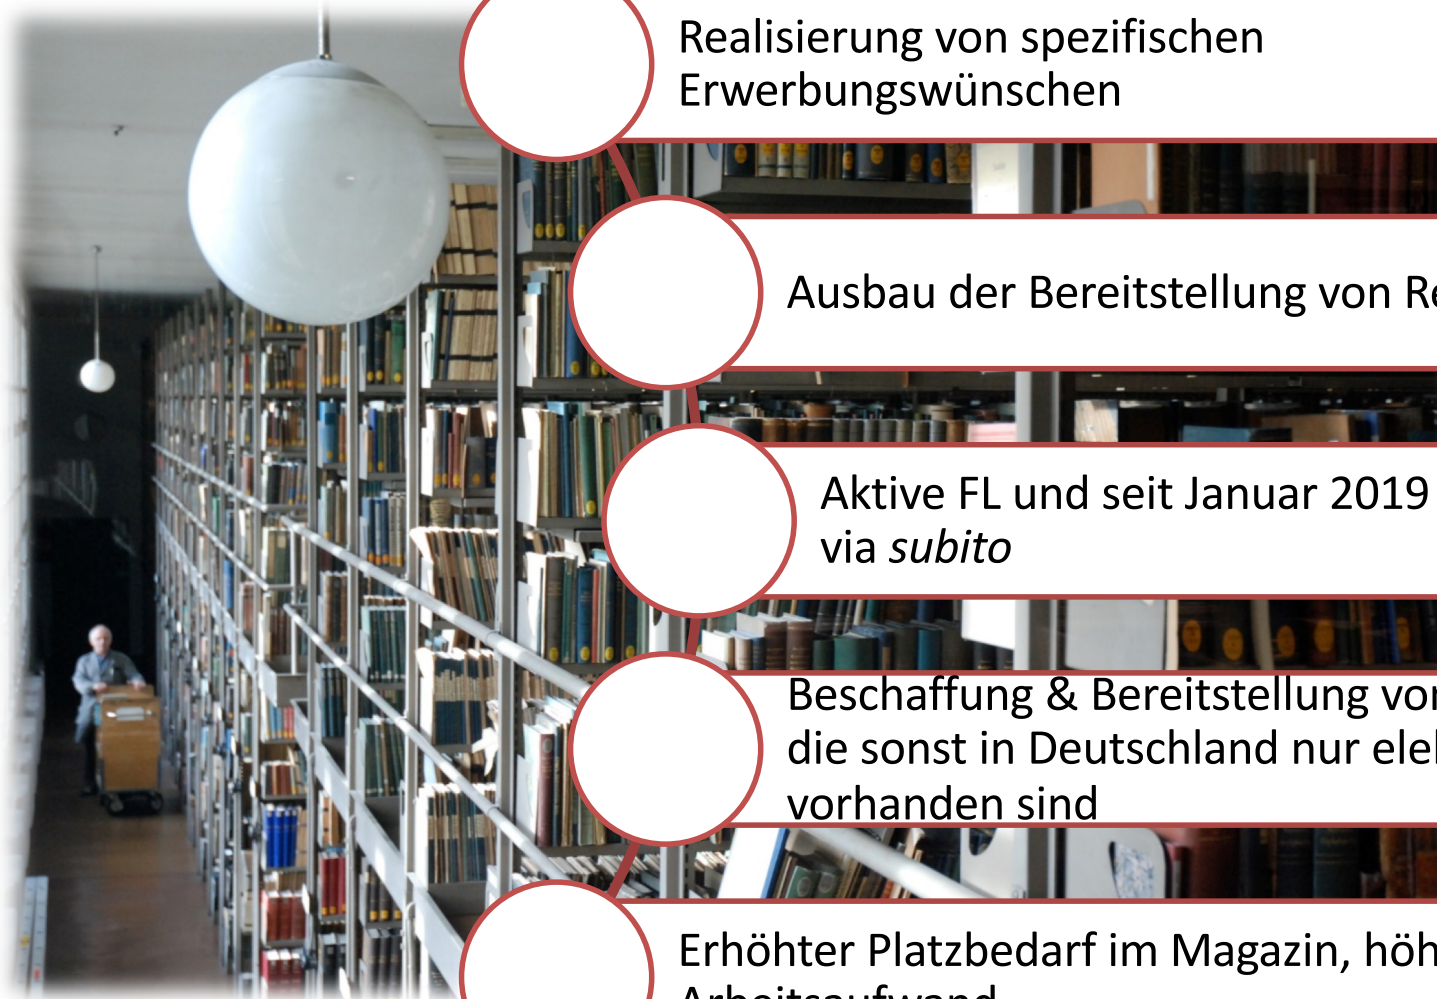 Realisierung von spezifischen
Erwerbungswünschen
Ausbau der Bereitstellung von
Aktive FL und seit Januar 2019
via subito
Beschaffung & Bereitstellung
die sonst in Deutschland nur
vorhanden sind
Erhöhter Platzbedarf im Magazin,
Arbeitsaufwand